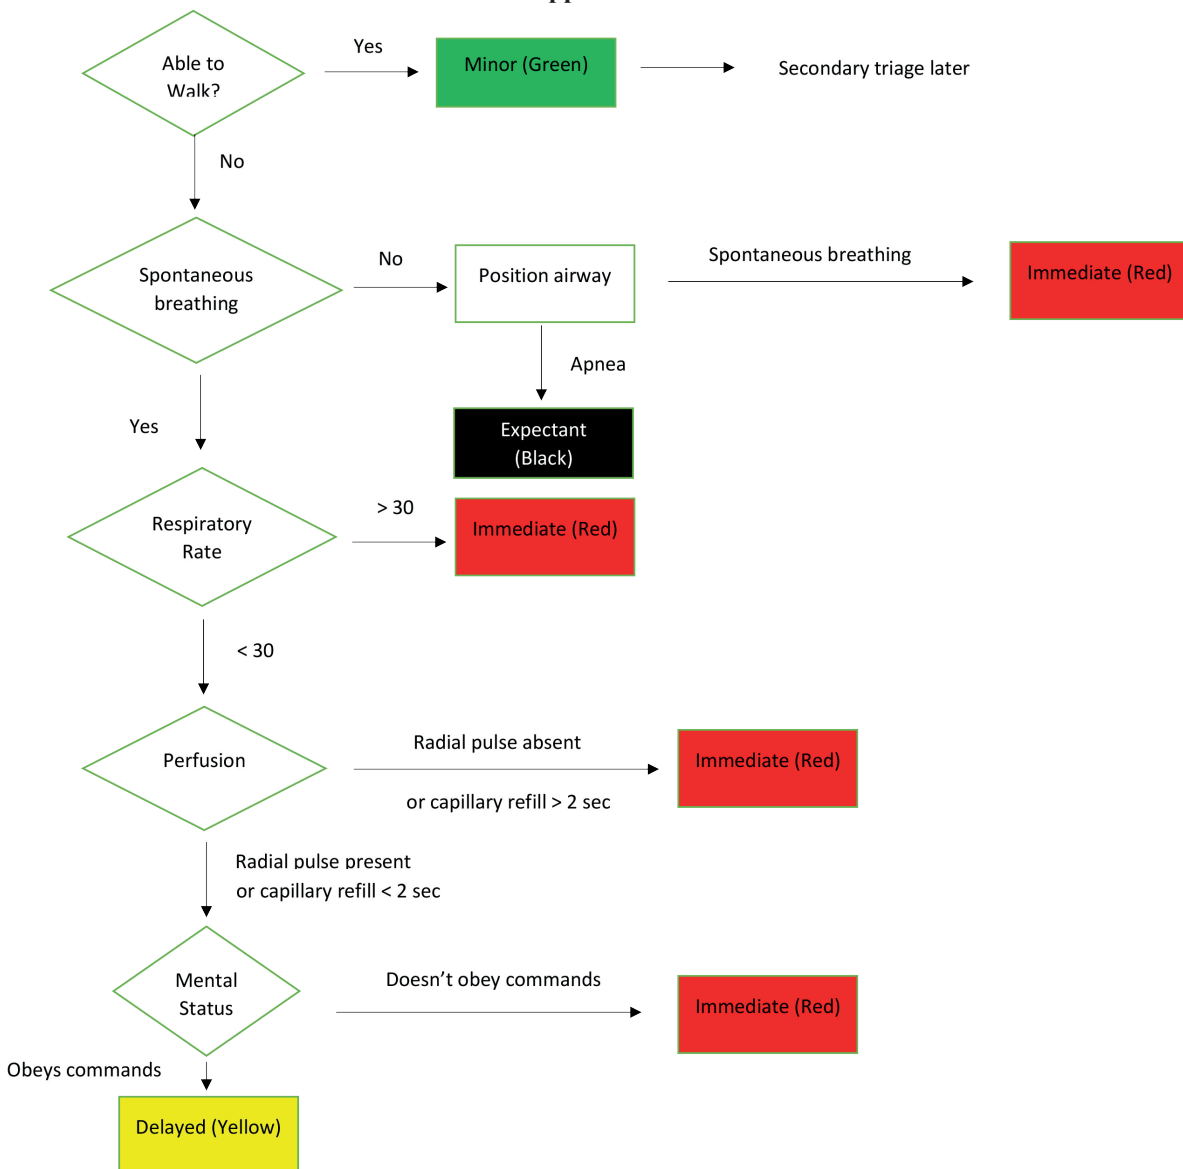 Able to
Walk?
Yes
Minor (Green)
Secondary triage later
No
Spontaneous
breathing
No
Position airway
Spontaneous breathing
Immediate (Red)
Apnea
Expectant
(Black)
Yes
Respiratory
Rate
> 30
Immediate (Red)
< 30
Perfusion
Radial pulse absent
or capillary refill > 2 sec
Immediate (Red)
Radial pulse present
or capillary refill < 2 sec
Mental
Status
Doesn’t obey commands
Immediate (Red)
Obeys commands
Delayed (Yellow)